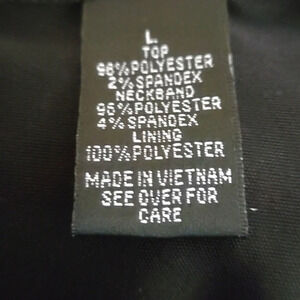 L
TOP
98%POLYESTER
2%SPANDEX
NECKBAND
96%POLYESTER
4%SPANDEX
LINING
100%POLYESTER
MADE IN VIETNAM
SEE OVER FOR
CARE